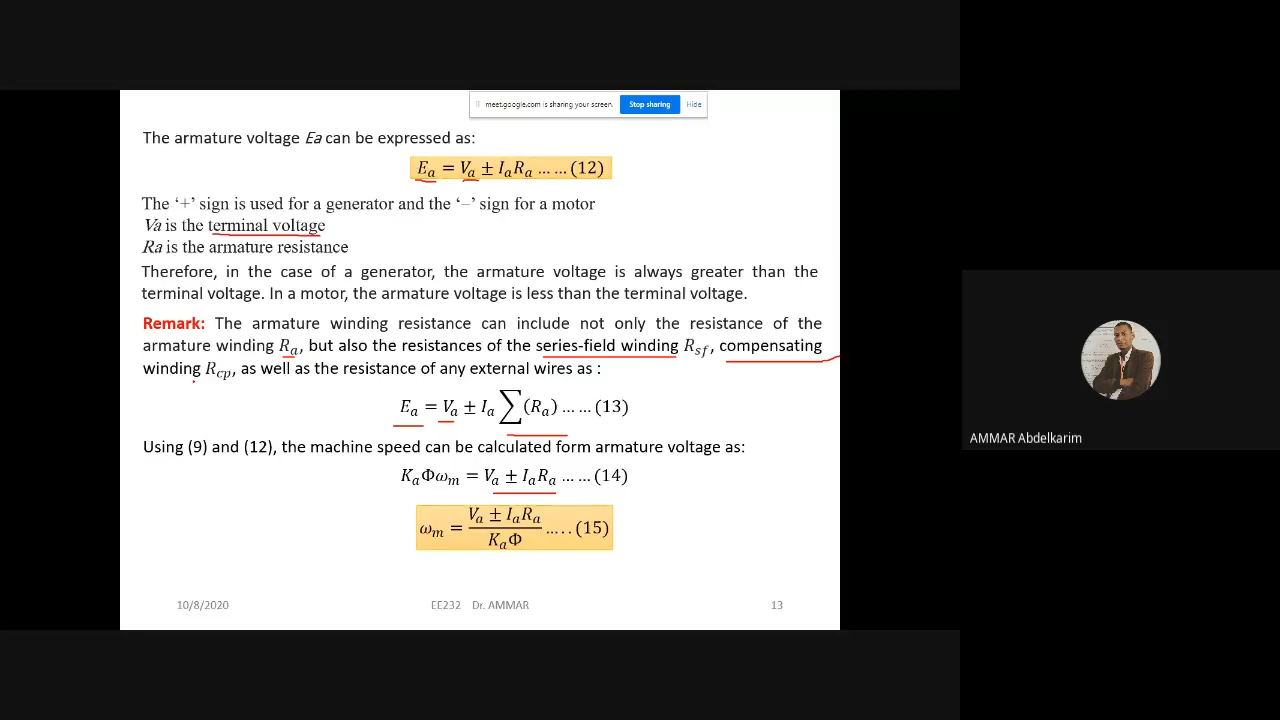 meet.google.com is sharing your screen. Stop sharing Hide
The armature voltage Ea can be expressed as:
Eₐ = Vₐ ± IₐRₐ … … (12)
The ‘+’ sign is used for a generator and the ‘–’ sign for a motor
Va is the terminal voltage
Ra is the armature resistance
Therefore, in the case of a generator, the armature voltage is always greater than the
terminal voltage. In a motor, the armature voltage is less than the terminal voltage.
Remark: The armature winding resistance can include not only the resistance of the
armature winding Rₐ, but also the resistances of the series-field winding R_sf, compensating
winding R_cp, as well as the resistance of any external wires as :
Eₐ = Vₐ ± Iₐ ∑(Rₐ) … … (13)
Using (9) and (12), the machine speed can be calculated form armature voltage as:
KₐΦωₘ = Vₐ ± IₐRₐ … … (14)
ωₘ = (Vₐ ± IₐRₐ)/(KₐΦ) … . . (15)
10/8/2020 EE232 Dr. AMMAR 13
AMMAR Abdelkarim